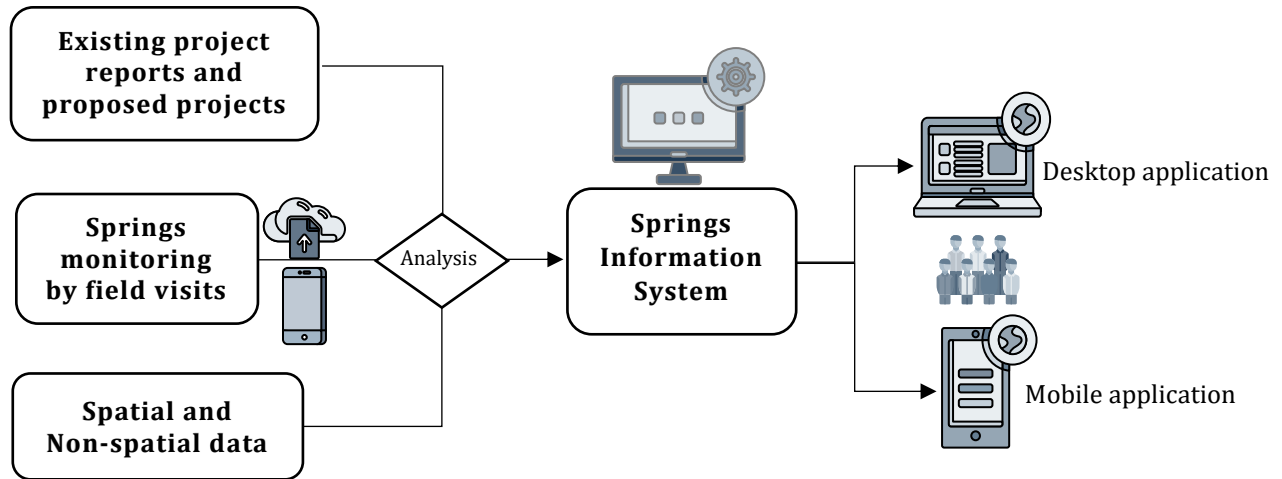 Existing project
reports and
proposed projects
Springs
monitoring
by field visits
Spatial and
Non-spatial data
Analysis
Springs
Information
System
Desktop application
Mobile application